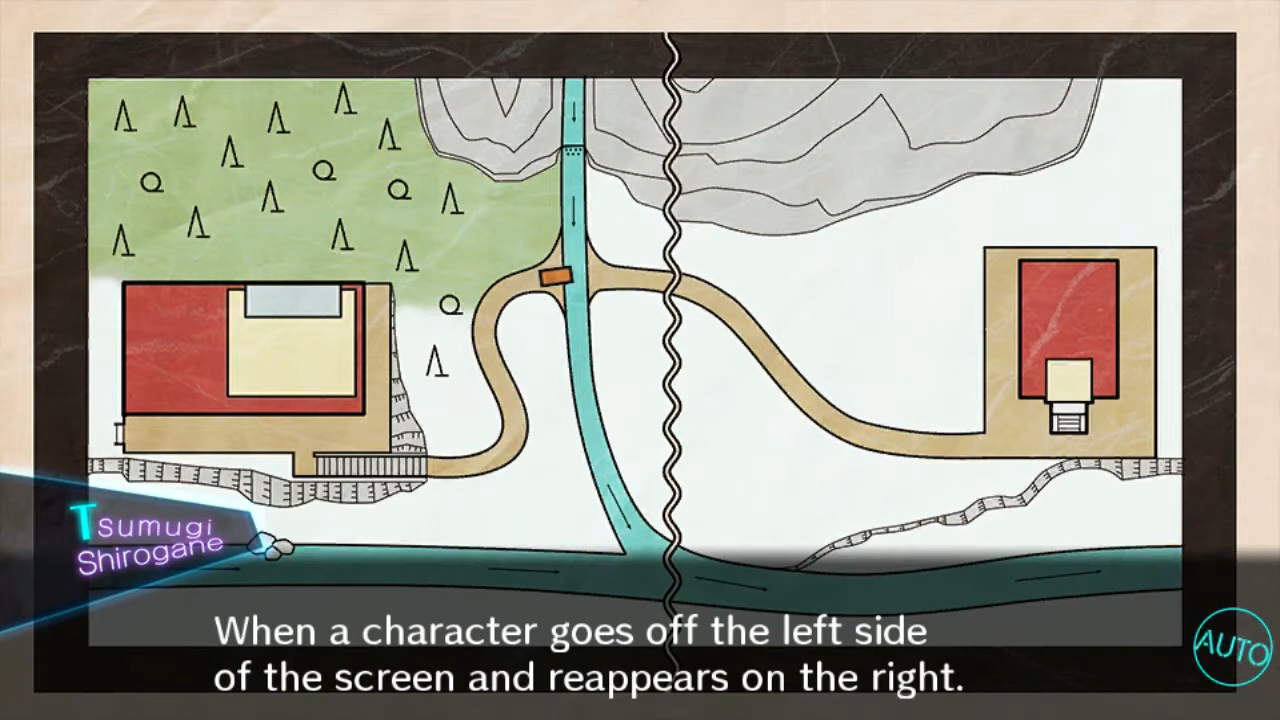 Tsumugi
Shirogane
When a character goes off the left side
of the screen and reappears on the right.
AUTO